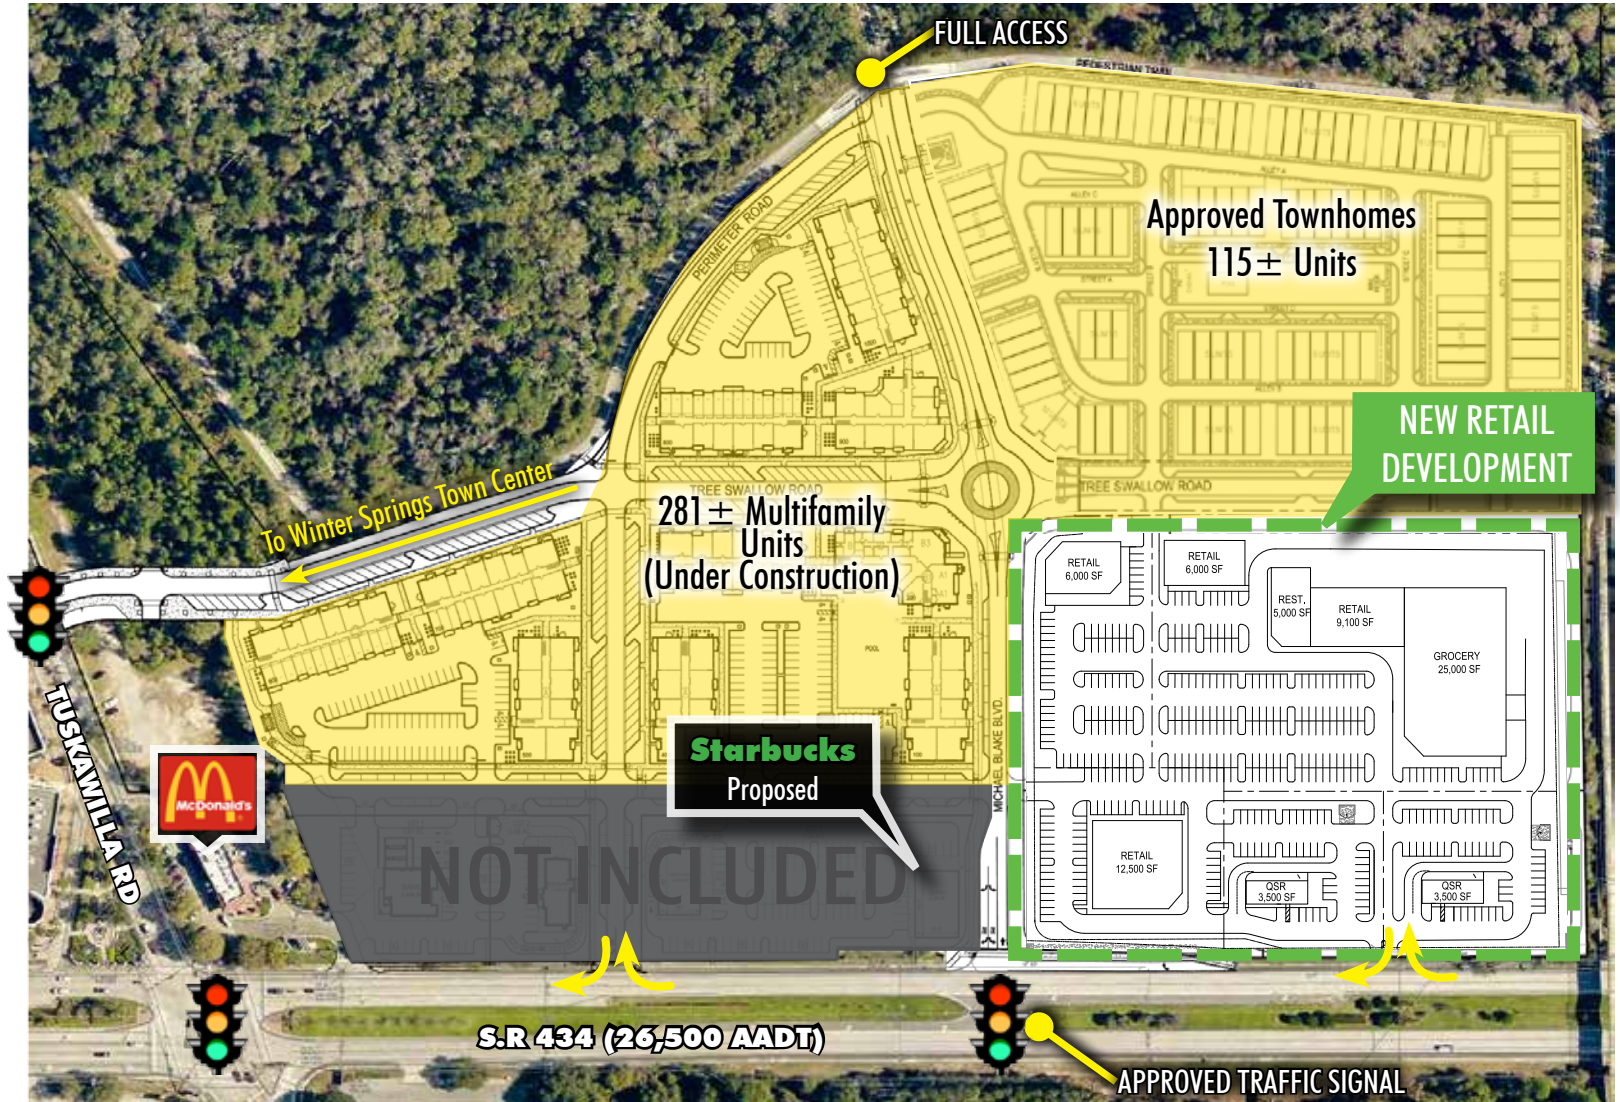 FULL ACCESS
PEDESTRIAN TRAIL
ALLEY A
ALLEY C
Approved Townhomes
115± Units
PERIMETER ROAD
STREET A
NEW RETAIL
DEVELOPMENT
To Winter Springs Town Center
TREE SWALLOW ROAD
TREE SWALLOW ROAD
281± Multifamily
Units
(Under Construction)
RETAIL
6,000 SF
RETAIL
6,000 SF
REST.
5,000 SF
RETAIL
9,100 SF
GROCERY
25,000 SF
POOL
TUSKAWILLA RD
MICHAEL BLAKE BLVD.
Starbucks
Proposed
McDonald's
NOT INCLUDED
RETAIL
12,500 SF
QSR
3,500 SF
QSR
3,500 SF
S.R 434 (26,500 AADT)
APPROVED TRAFFIC SIGNAL